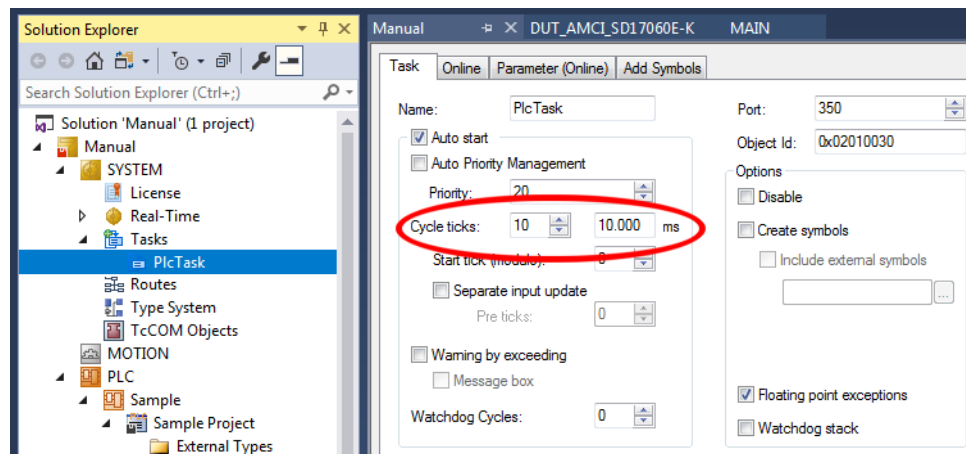 Solution Explorer
Search Solution Explorer (Ctrl+;)
Solution 'Manual' (1 project)
Manual
SYSTEM
License
Real-Time
Tasks
PlcTask
Routes
Type System
TcCOM Objects
MOTION
PLC
Sample
Sample Project
External Types
Manual DUT_AMCI_SD17060E-K MAIN
Task Online Parameter (Online) Add Symbols
Name: PlcTask
Auto start
Auto Priority Management
Priority: 20
Cycle ticks: 10 10.000 ms
Start tick (modulo): 0
Separate input update
Pre ticks: 0
Warning by exceeding
Message box
Watchdog Cycles: 0
Port: 350
Object Id: 0x02010030
Options
Disable
Create symbols
Include external symbols
...
Floating point exceptions
Watchdog stack